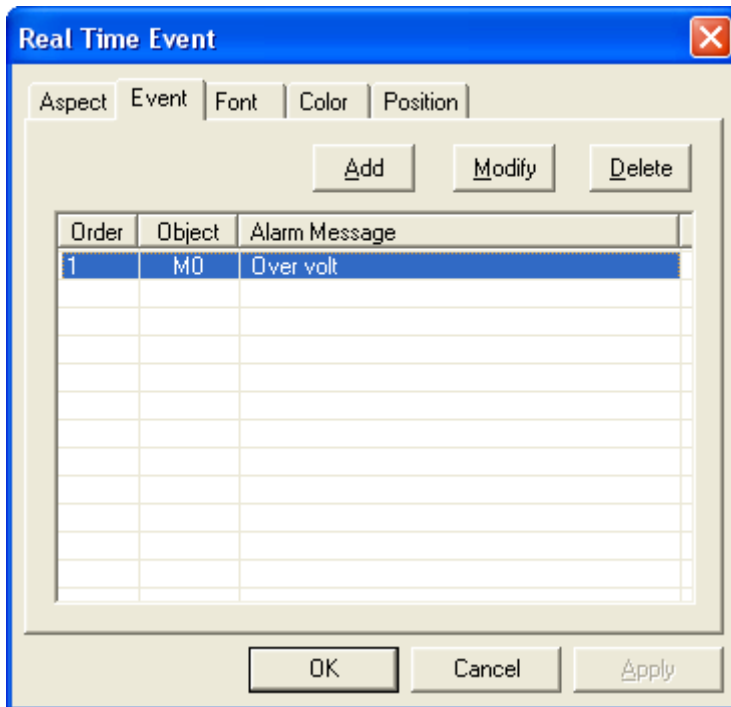 Real Time Event
Aspect Event Font Color Position
Add Modify Delete
Order Object Alarm Message
1 M0 Over volt
OK Cancel Apply